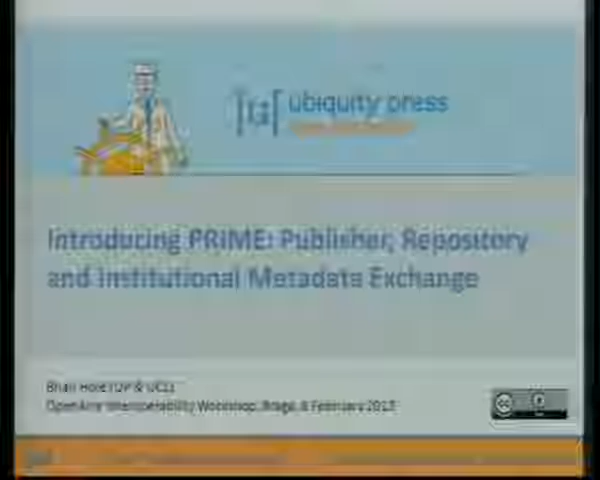 ubiquity press
Introducing PRIME: Publisher, Repository
and Institutional Metadata Exchange
Brian Hole (UP & UCL)
OpenAire Interoperability Workshop, Braga, 8 February 2013